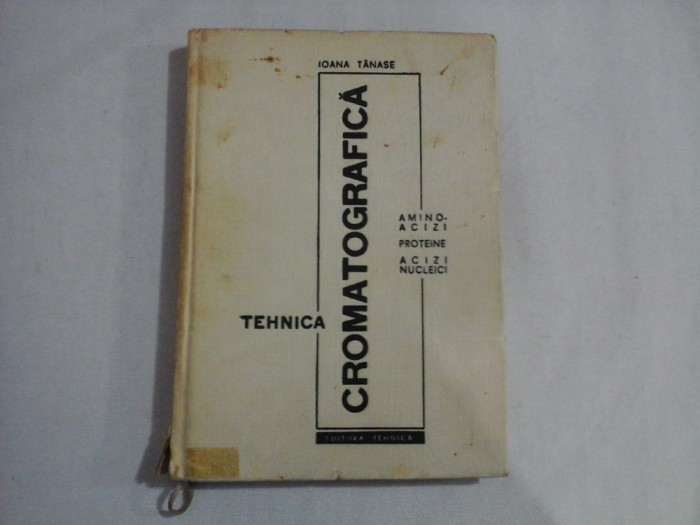 IOANA TĂNASE
TEHNICA
CROMATOGRAFICĂ
AMINO-
ACIZI
PROTEINE
ACIZI
NUCLEICI
EDITURA TEHNICĂ